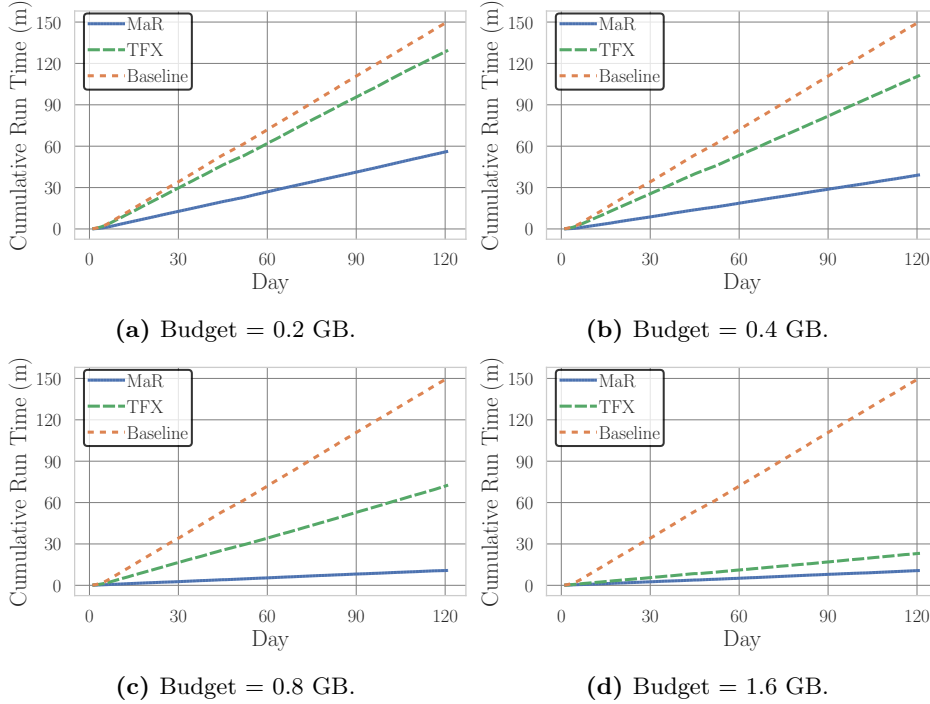 Cumulative Run Time (m)
150
120
90
60
30
0
MaR
TFX
Baseline
0 30 60 90 120
Day
(a) Budget = 0.2 GB.
Cumulative Run Time (m)
150
120
90
60
30
0
MaR
TFX
Baseline
0 30 60 90 120
Day
(b) Budget = 0.4 GB.
Cumulative Run Time (m)
150
120
90
60
30
0
MaR
TFX
Baseline
0 30 60 90 120
Day
(c) Budget = 0.8 GB.
Cumulative Run Time (m)
150
120
90
60
30
0
MaR
TFX
Baseline
0 30 60 90 120
Day
(d) Budget = 1.6 GB.